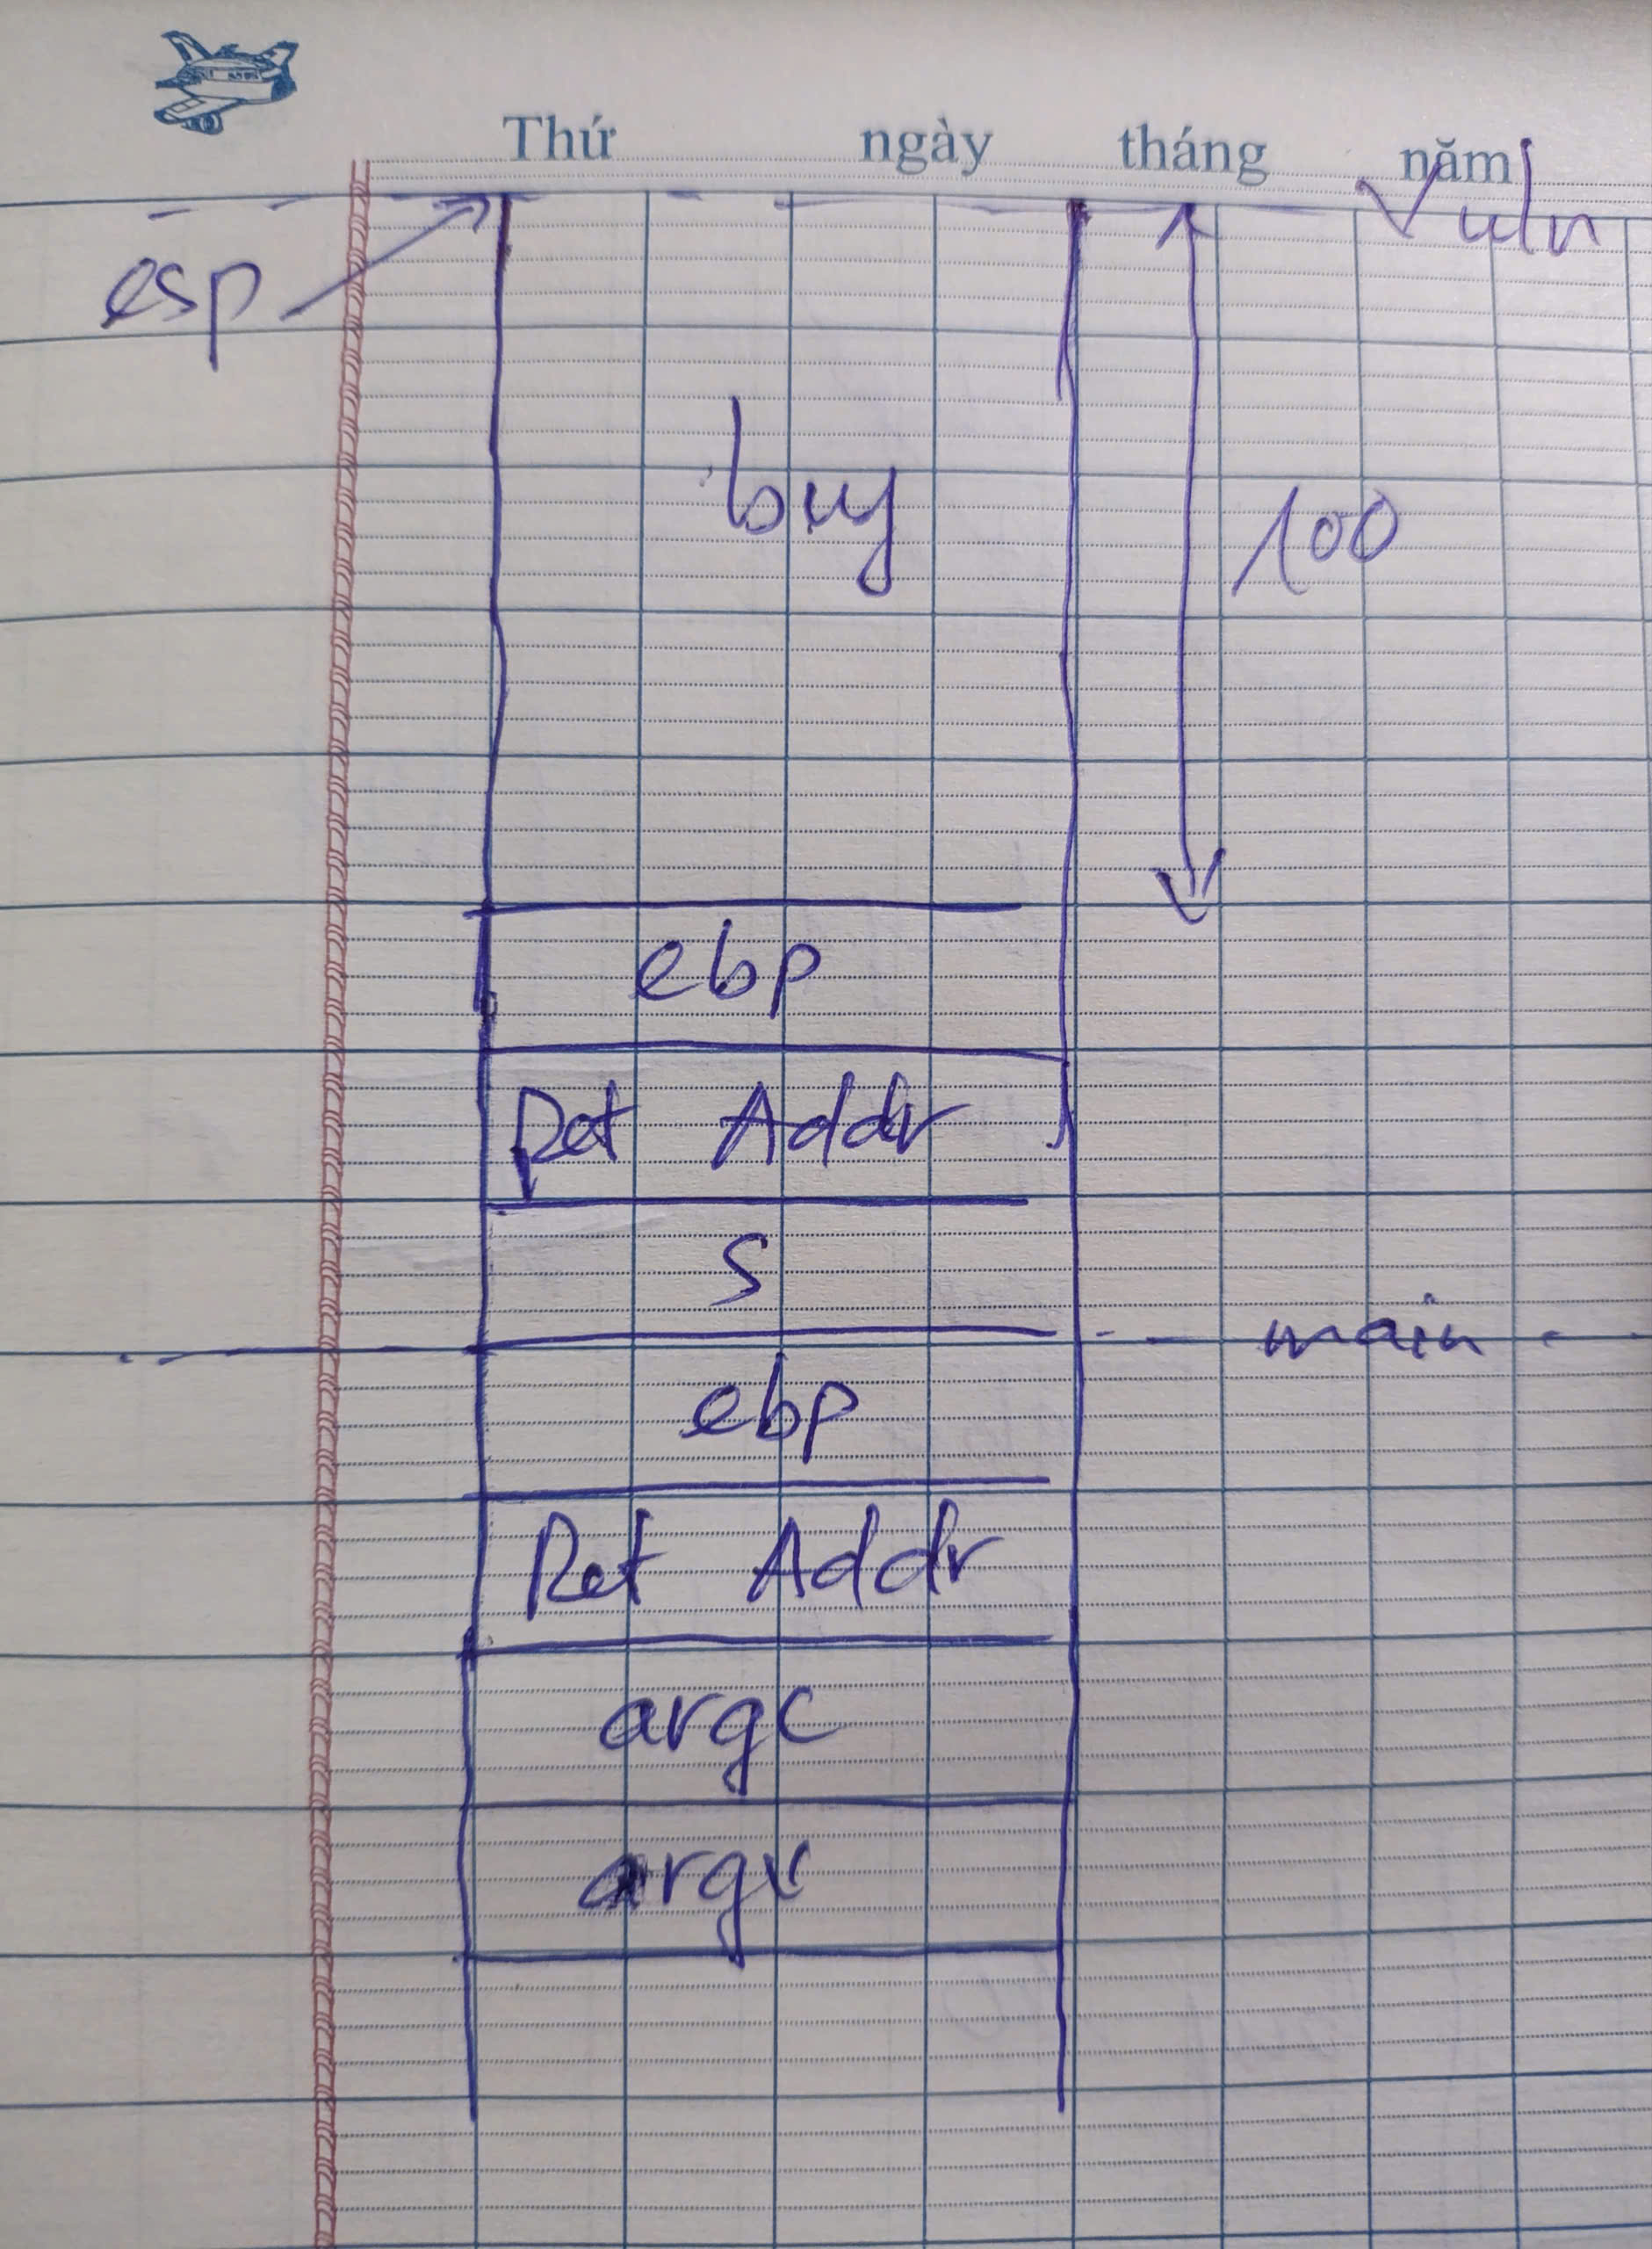 Thứ ngày tháng năm
Vuln
esp
buf
100
ebp
Ret Addr
s
main
ebp
Ret Addr
argc
argv